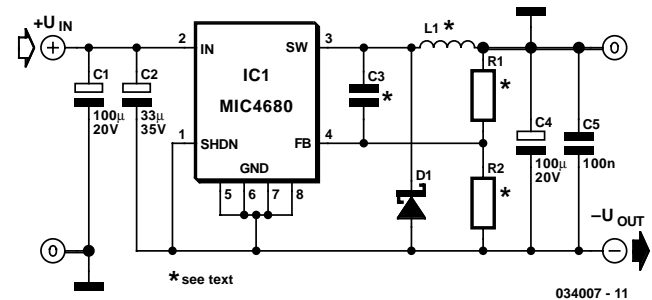 +U IN
C1
100µ
20V
C2
33µ
35V
2
IN
SW
3
IC1
MIC4680
1
SHDN
FB
4
GND
5
6
7
8
C3
*
L1 *
D1
R1
*
R2
*
C4
100µ
20V
C5
100n
0
0
−U OUT
* see text
034007 - 11